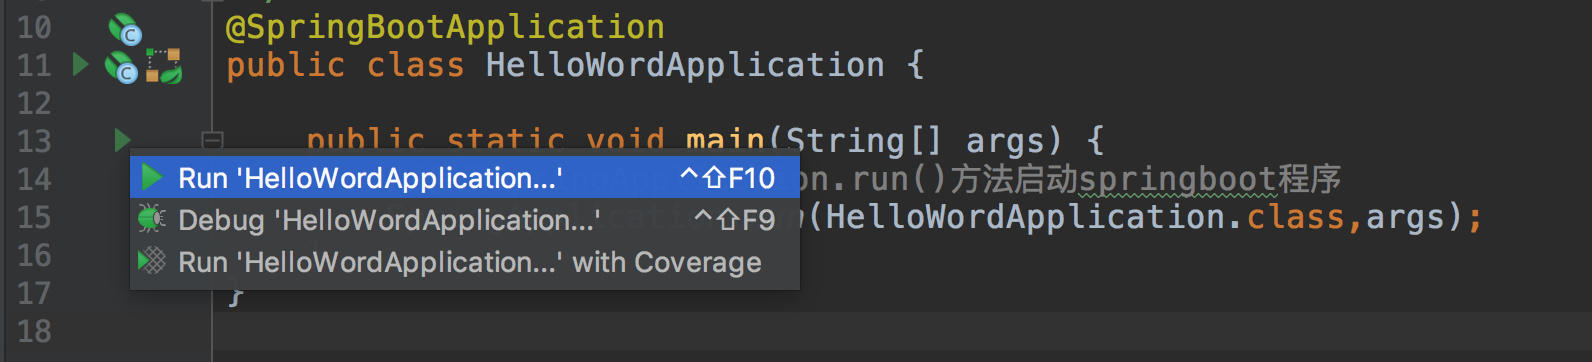 10 @SpringBootApplication
11 public class HelloWordApplication {
12
13 public static void main(String[] args) {
14 Run 'HelloWordApplication...' ^⇧F10 on.run()方法启动springboot程序
15 Debug 'HelloWordApplication...' ^⇧F9 (HelloWordApplication.class,args);
16 Run 'HelloWordApplication...' with Coverage
17 }
18